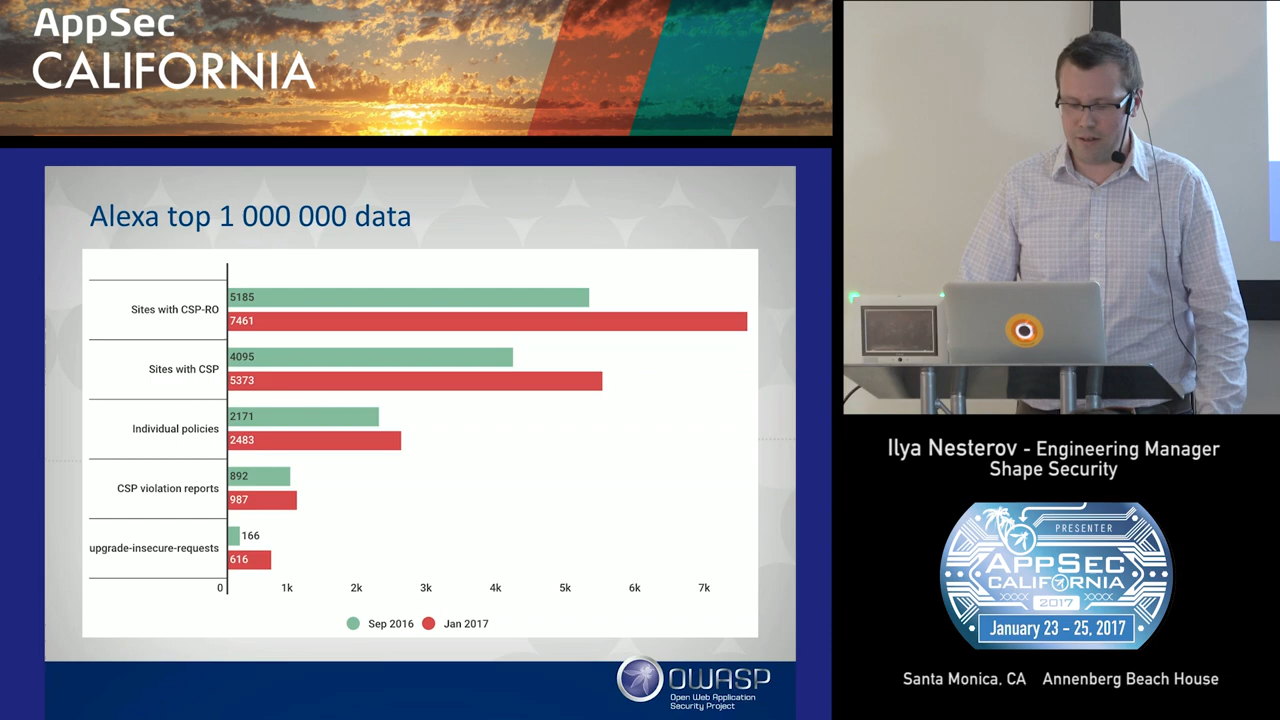 AppSec
CALIFORNIA
Alexa top 1 000 000 data
Sites with CSP-RO
5185
7461
Sites with CSP
4095
5373
Individual policies
2171
2483
CSP violation reports
892
987
upgrade-insecure-requests
166
616
0 1k 2k 3k 4k 5k 6k 7k
Sep 2016 Jan 2017
OWASP
Open Web Application
Security Project
Ilya Nesterov - Engineering Manager
Shape Security
PRESENTER
APPSEC
CALIFORNIA
2017
January 23 - 25, 2017
Santa Monica, CA Annenberg Beach House